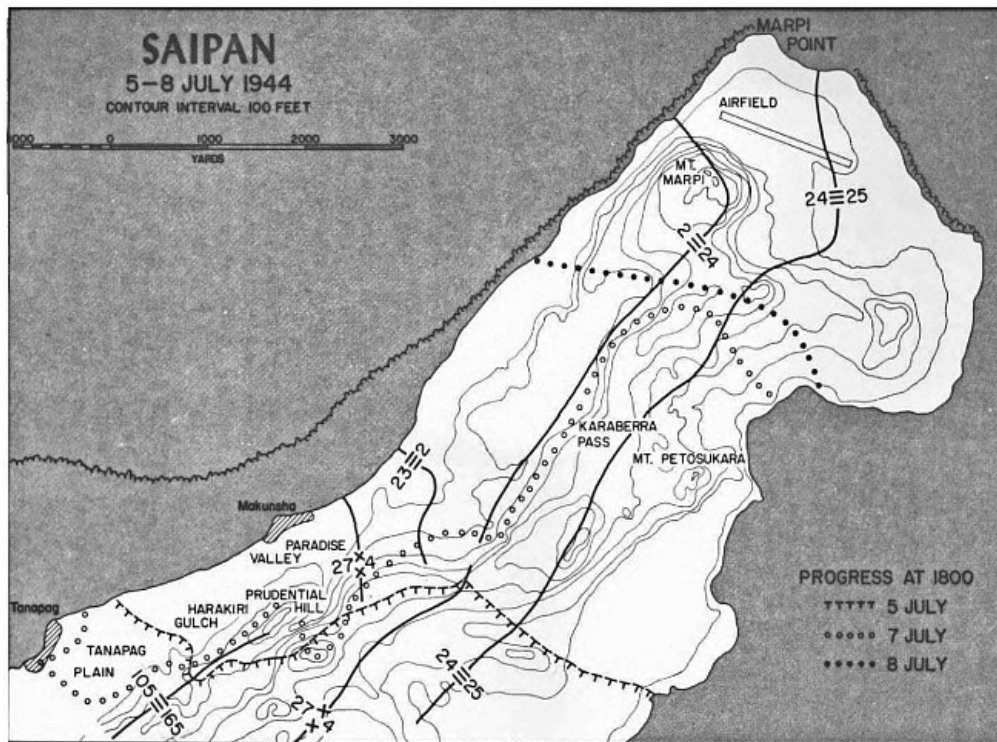 SAIPAN
5–8 JULY 1944
CONTOUR INTERVAL 100 FEET
1000 0 1000 2000 3000
YARDS
MARPI
POINT
AIRFIELD
MT.
MARPI
24 25
2 24
KARABERRA
PASS
MT. PETOSUKARA
23 2
Makunsha
PARADISE
VALLEY
27 4
PRUDENTIAL
HILL
HARAKIRI
GULCH
Tanapag
TANAPAG
PLAIN
105 165
27 4
24 25
PROGRESS AT 1800
5 JULY
7 JULY
8 JULY